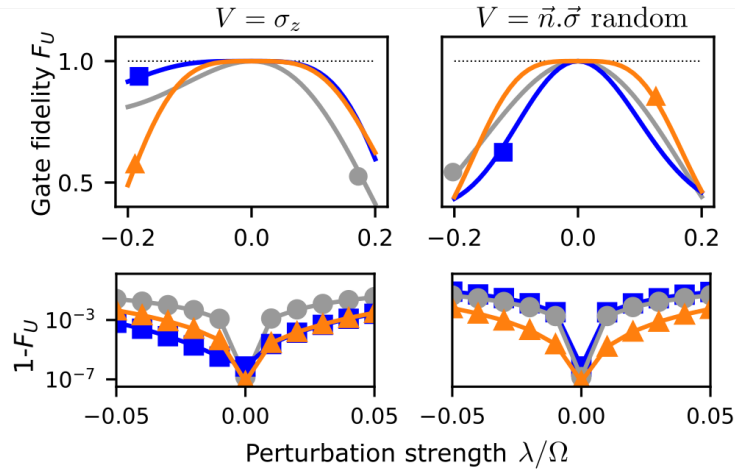 V = σ_z
V = n⃗.σ⃗ random
Gate fidelity F_U
1.0
0.5
−0.2 0.0 0.2
−0.2 0.0 0.2
1-F_U
10⁻³
10⁻⁷
−0.05 0.00 0.05
−0.05 0.00 0.05
Perturbation strength λ/Ω